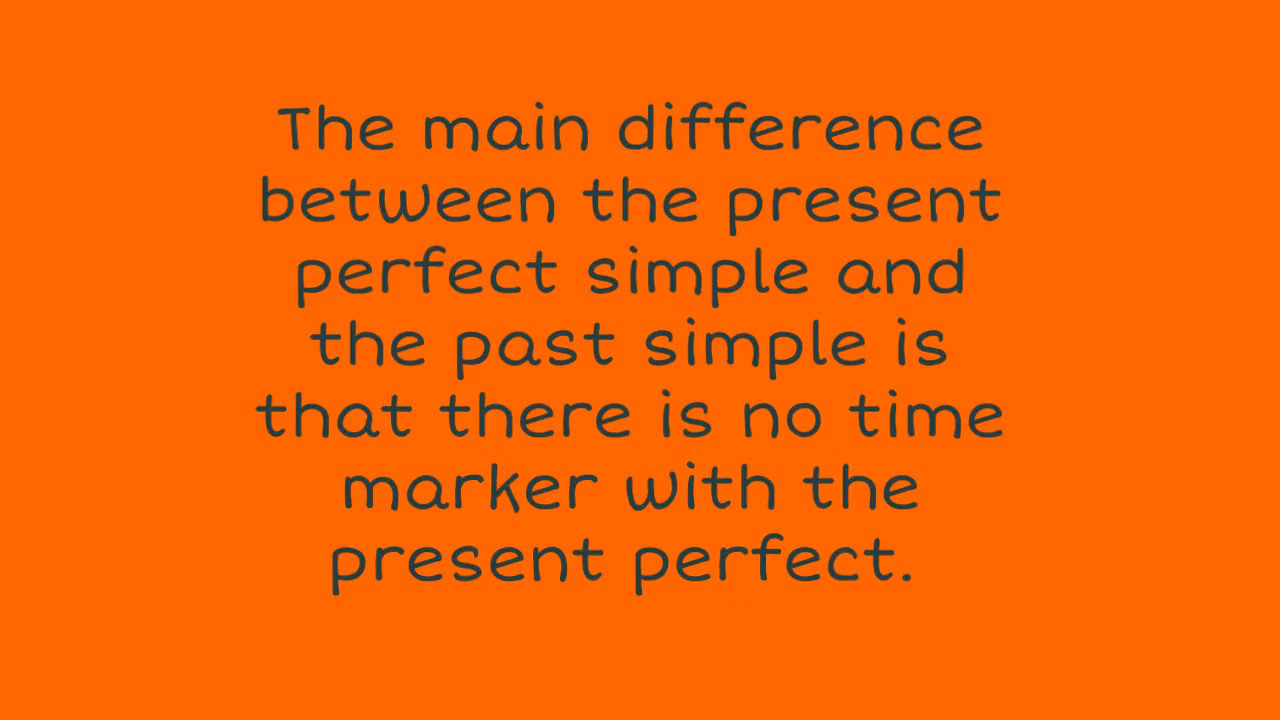 The main difference
between the present
perfect simple and
the past simple is
that there is no time
marker with the
present perfect.